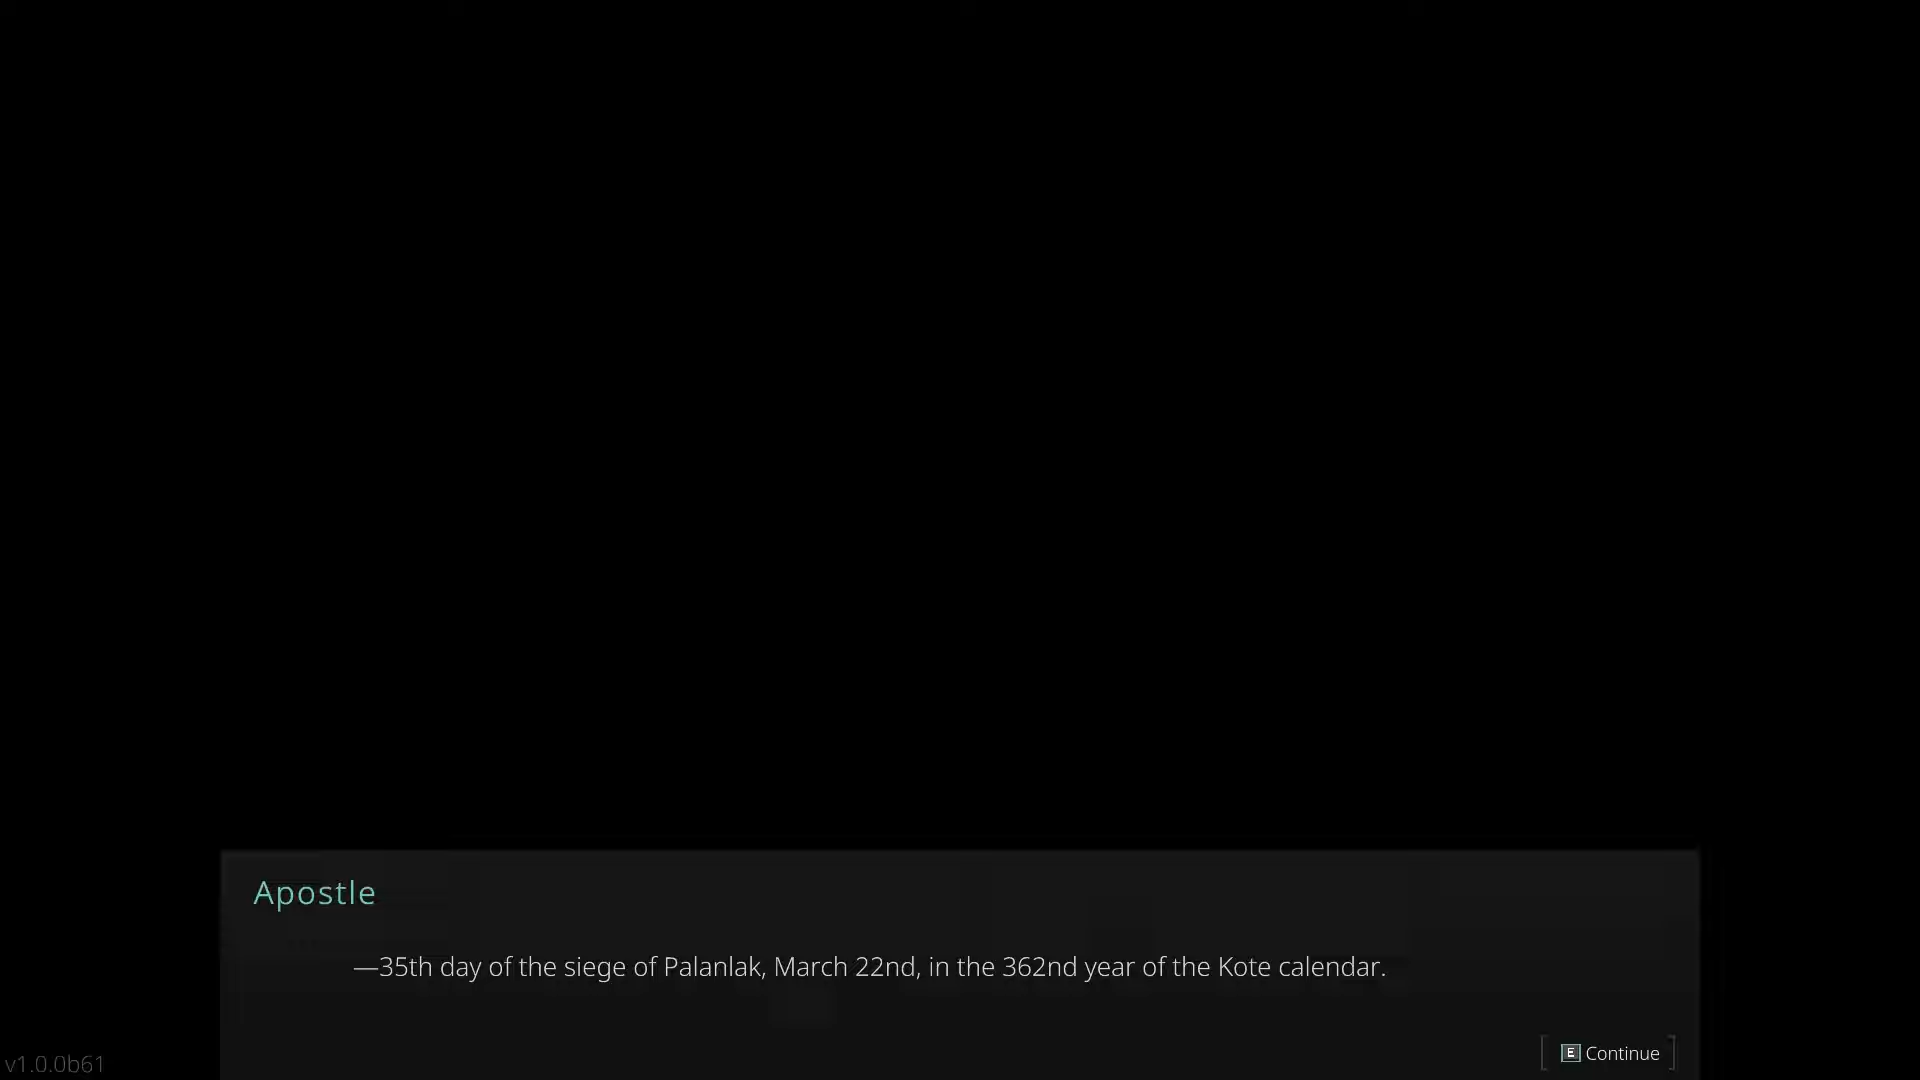 Apostle
—35th day of the siege of Palanlak, March 22nd, in the 362nd year of the Kote calendar.
E Continue
v1.0.0b61